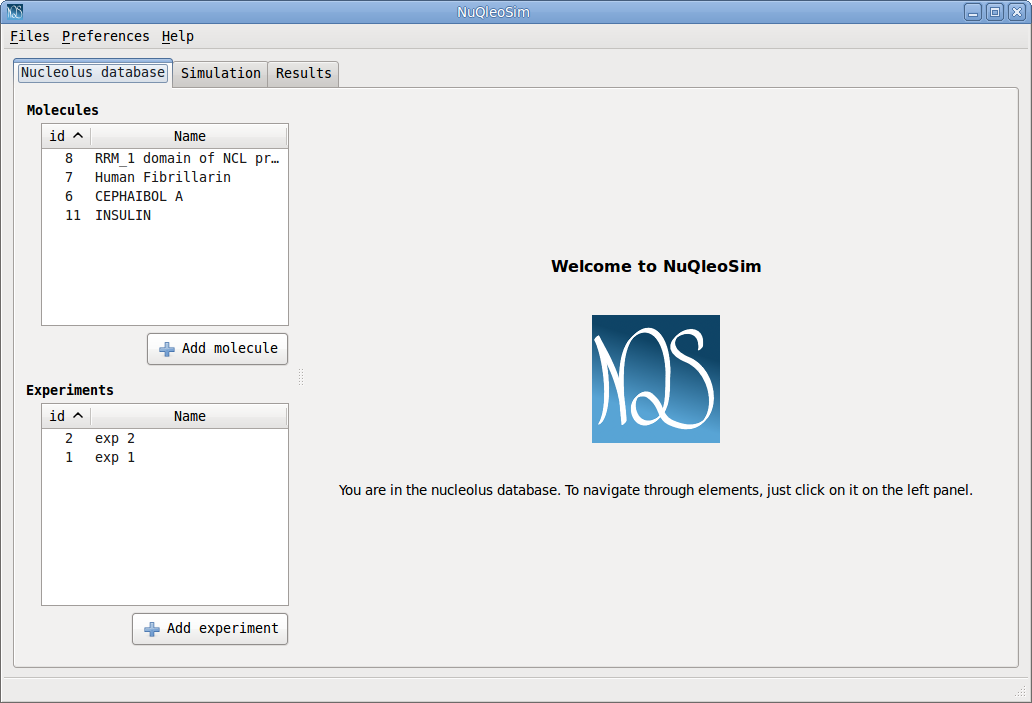 NuQleoSim
Files Preferences Help
Nucleolus database Simulation Results
Molecules
id Name
8 RRM_1 domain of NCL pr…
7 Human Fibrillarin
6 CEPHAIBOL A
11 INSULIN
Add molecule
Experiments
id Name
2 exp 2
1 exp 1
Add experiment
Welcome to NuQleoSim
NQS
You are in the nucleolus database. To navigate through elements, just click on it on the left panel.